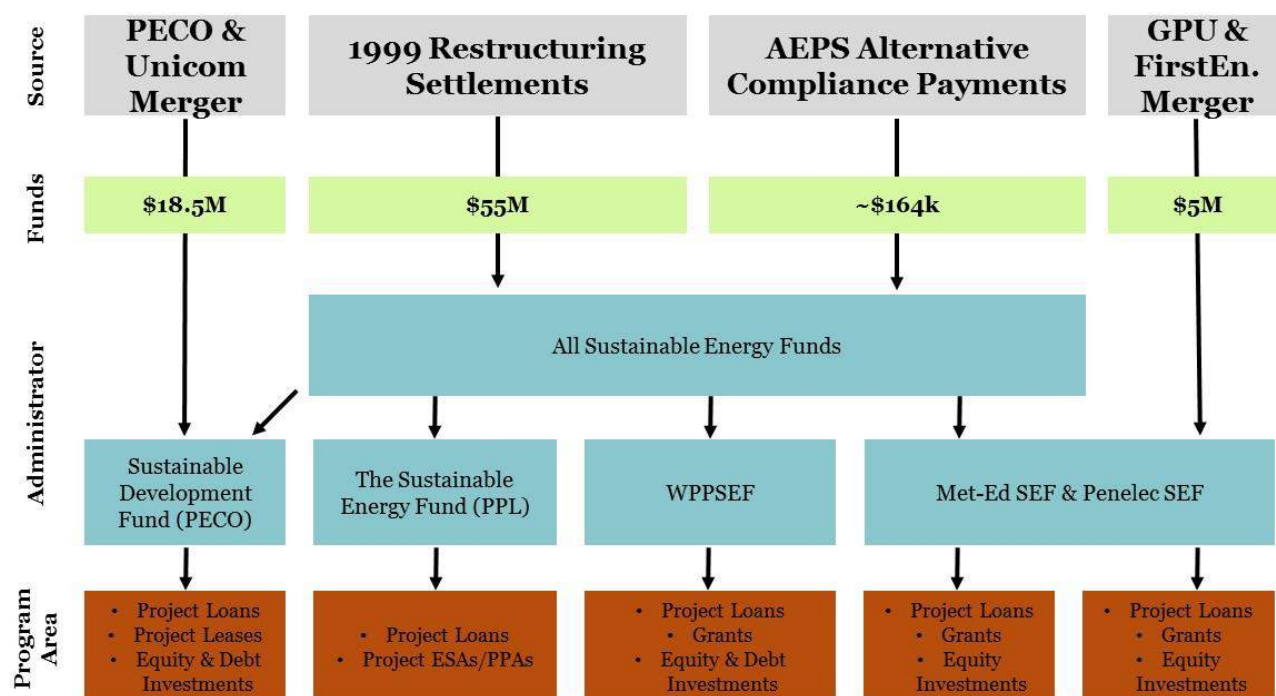 Source
PECO &
Unicom
Merger
1999 Restructuring
Settlements
AEPS Alternative
Compliance Payments
GPU &
FirstEn.
Merger
Funds
$18.5M
$55M
~$164k
$5M
Administrator
All Sustainable Energy Funds
Sustainable
Development
Fund (PECO)
The Sustainable
Energy Fund (PPL)
WPPSEF
Met-Ed SEF & Penelec SEF
Program
Area
• Project Loans
• Project Leases
• Equity & Debt
Investments
• Project Loans
• Project ESAs/PPAs
• Project Loans
• Grants
• Equity & Debt
Investments
• Project Loans
• Grants
• Equity
Investments
• Project Loans
• Grants
• Equity
Investments